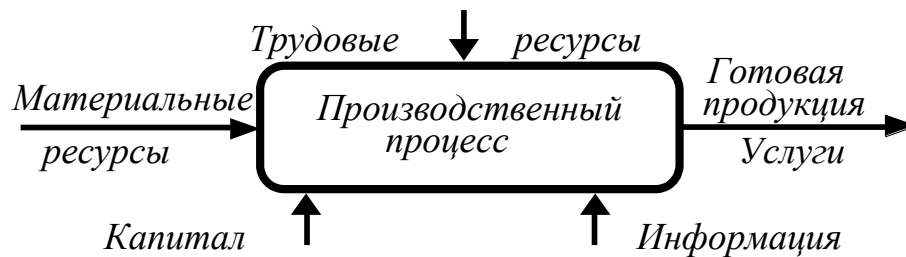 Трудовые ресурсы
Материальные
ресурсы
Производственный
процесс
Готовая
продукция
Услуги
Капитал
Информация